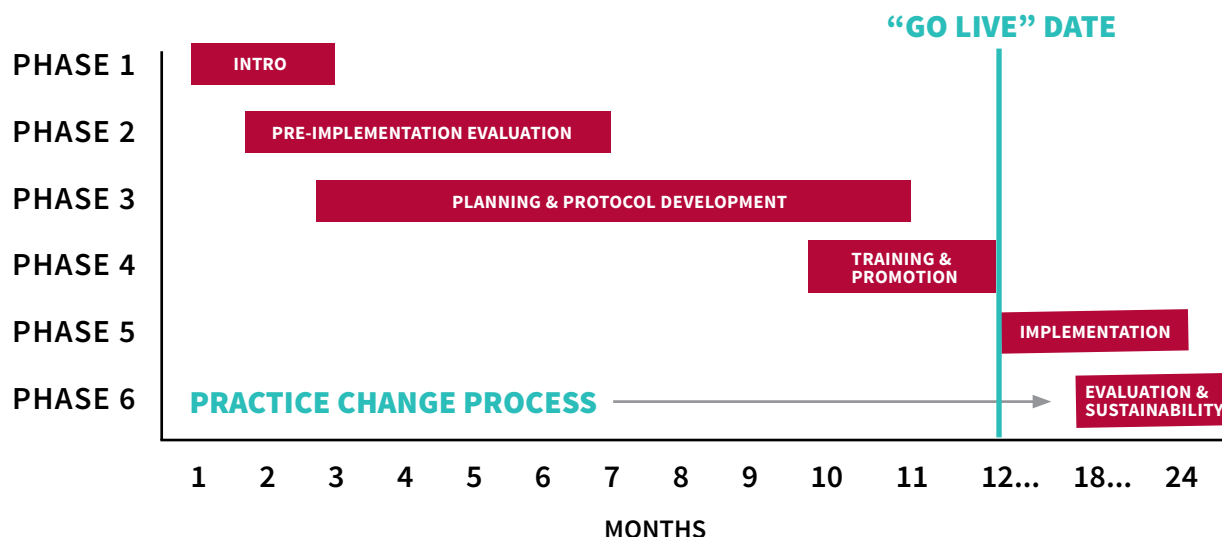 “GO LIVE” DATE
PHASE 1
INTRO
PHASE 2
PRE-IMPLEMENTATION EVALUATION
PHASE 3
PLANNING & PROTOCOL DEVELOPMENT
PHASE 4
TRAINING &
PROMOTION
PHASE 5
IMPLEMENTATION
PHASE 6
PRACTICE CHANGE PROCESS
EVALUATION &
SUSTAINABILITY
1 2 3 4 5 6 7 8 9 10 11 12... 18... 24
MONTHS